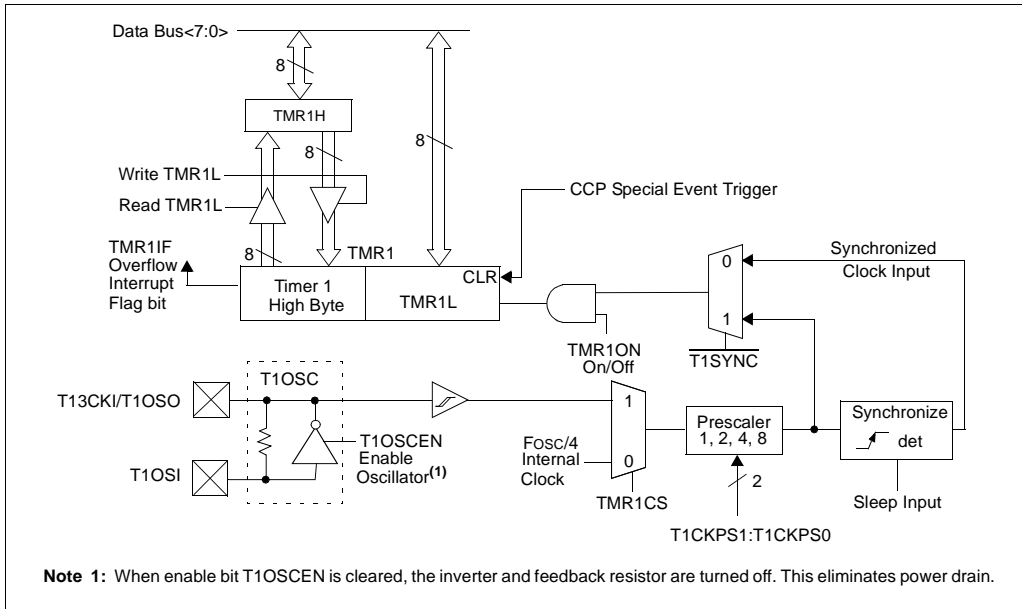 Data Bus<7:0>
8
TMR1H
8
8
Write TMR1L
CCP Special Event Trigger
Read TMR1L
TMR1IF
Overflow
Interrupt
Flag bit
8
TMR1
CLR
Timer 1
High Byte
TMR1L
0
1
Synchronized
Clock Input
TMR1ON
On/Off
T1SYNC
T1OSC
T13CKI/T1OSO
T1OSCEN
Enable
Oscillator(1)
T1OSI
1
0
FOSC/4
Internal
Clock
TMR1CS
Prescaler
1, 2, 4, 8
2
T1CKPS1:T1CKPS0
Synchronize
det
Sleep Input
Note 1: When enable bit T1OSCEN is cleared, the inverter and feedback resistor are turned off. This eliminates power drain.